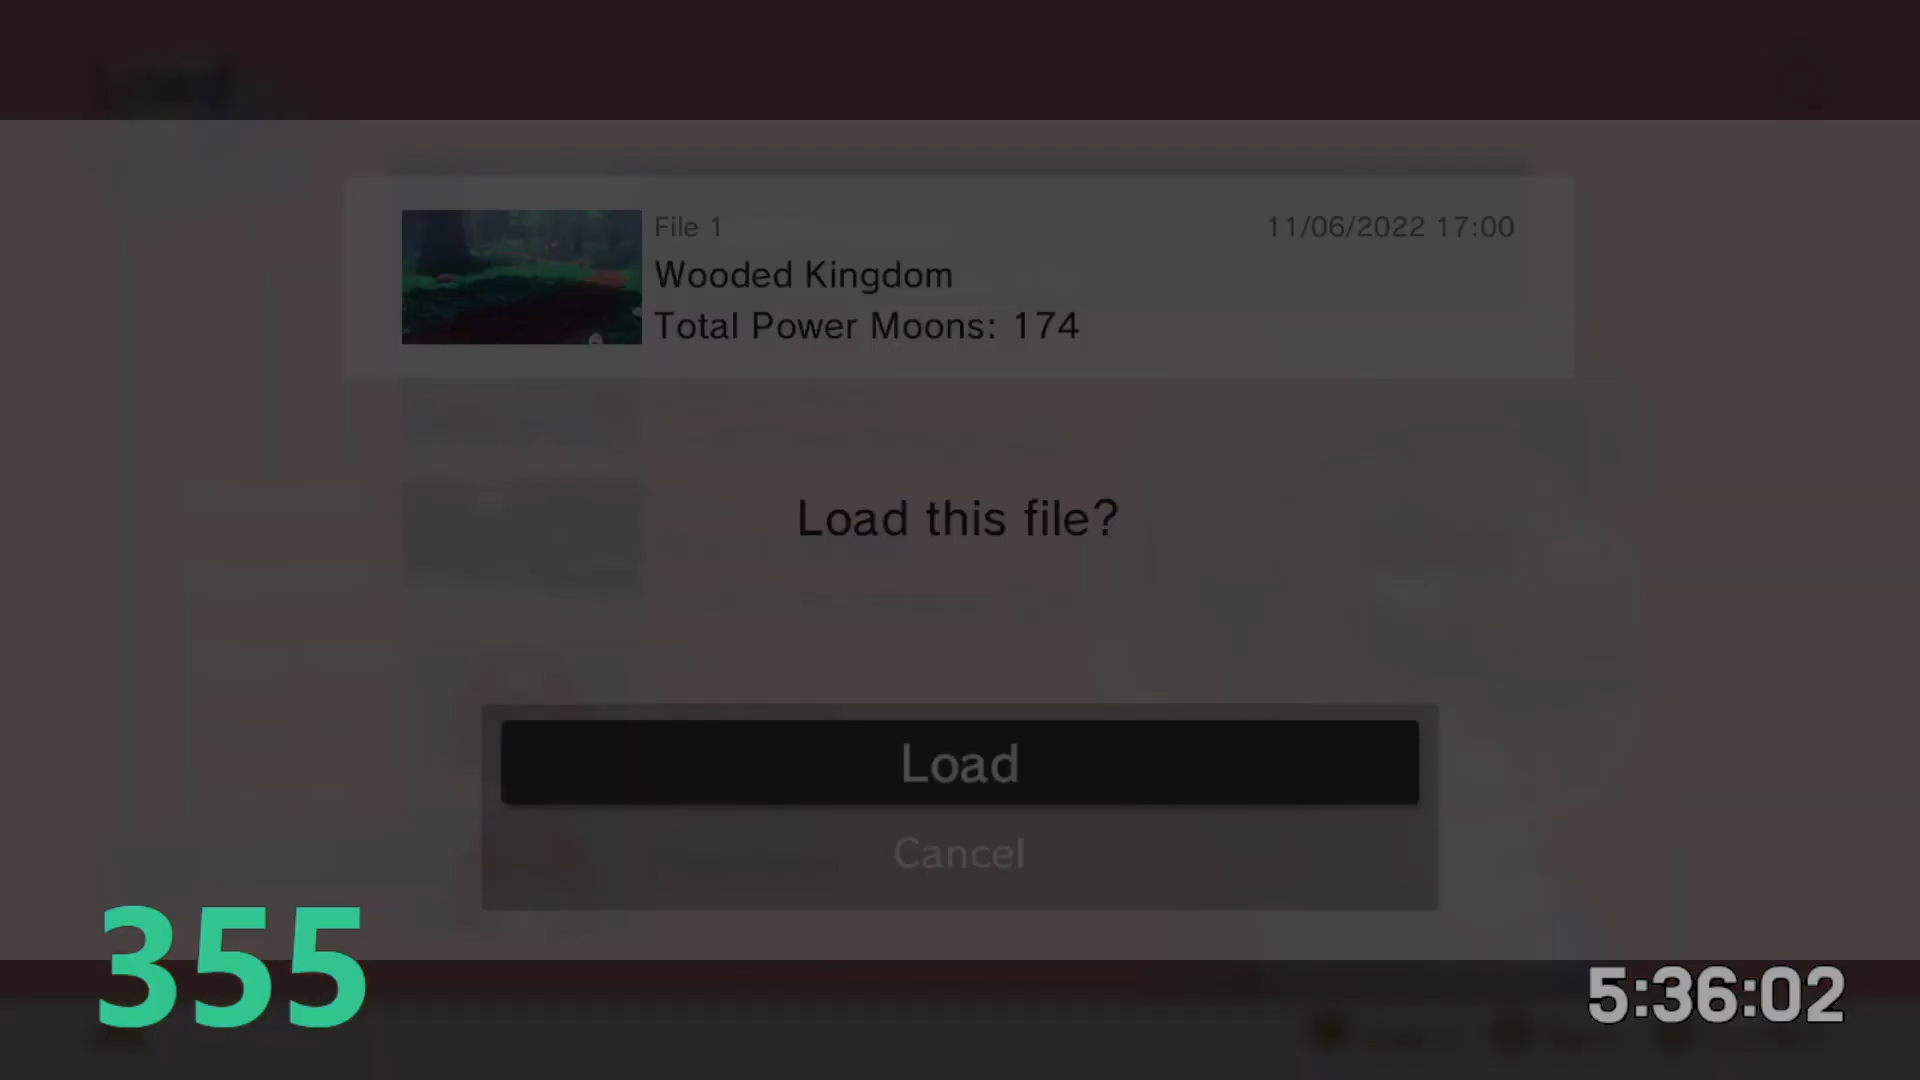 File 1
11/06/2022 17:00
Wooded Kingdom
Total Power Moons: 174
Load this file?
Load
Cancel
355
5:36:02